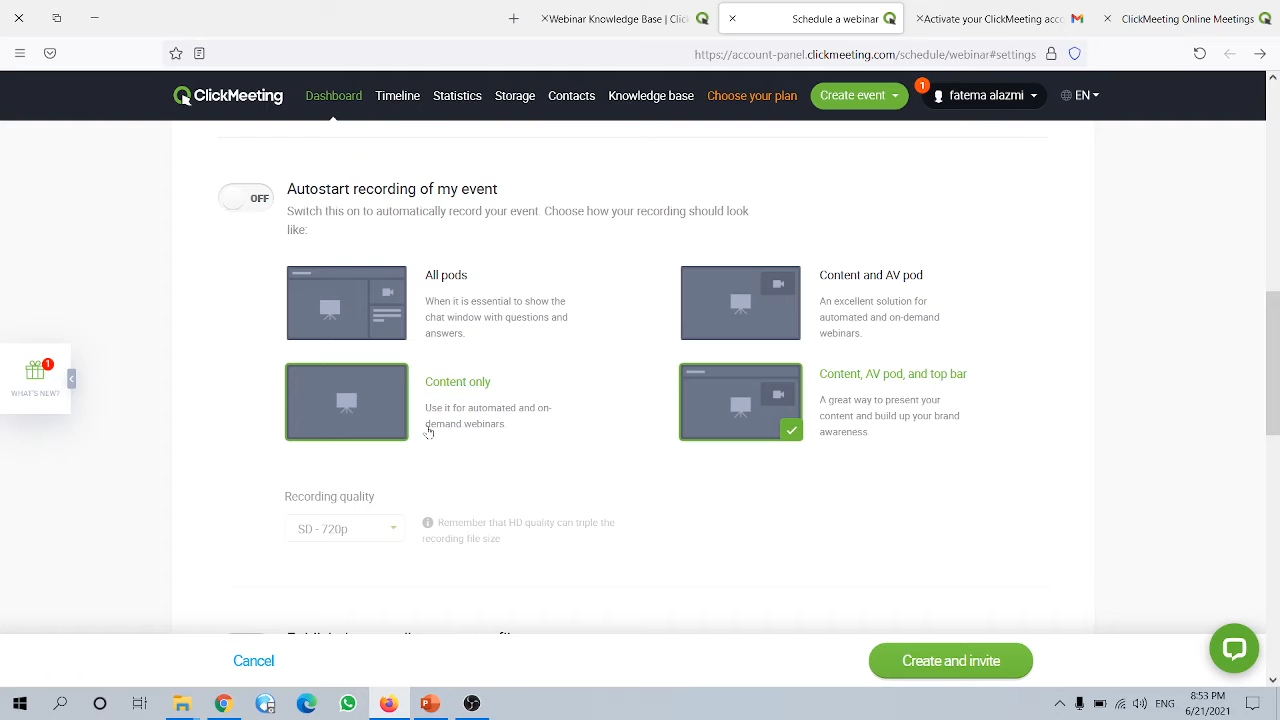 Webinar Knowledge Base | Click
Schedule a webinar
Activate your ClickMeeting acco
ClickMeeting Online Meetings
https://account-panel.clickmeeting.com/schedule/webinar#settings
ClickMeeting
Dashboard
Timeline
Statistics
Storage
Contacts
Knowledge base
Choose your plan
Create event
1
fatema alazmi
EN
OFF
Autostart recording of my event
Switch this on to automatically record your event. Choose how your recording should look
like:
All pods
When it is essential to show the
chat window with questions and
answers.
Content and AV pod
An excellent solution for
automated and on-demand
webinars.
Content only
Use it for automated and on-
demand webinars.
Content, AV pod, and top bar
A great way to present your
content and build up your brand
awareness.
1
WHAT'S NEW?
Recording quality
SD - 720p
Remember that HD quality can triple the
recording file size.
Cancel
Create and invite
ENG
8:53 PM
6/21/2021